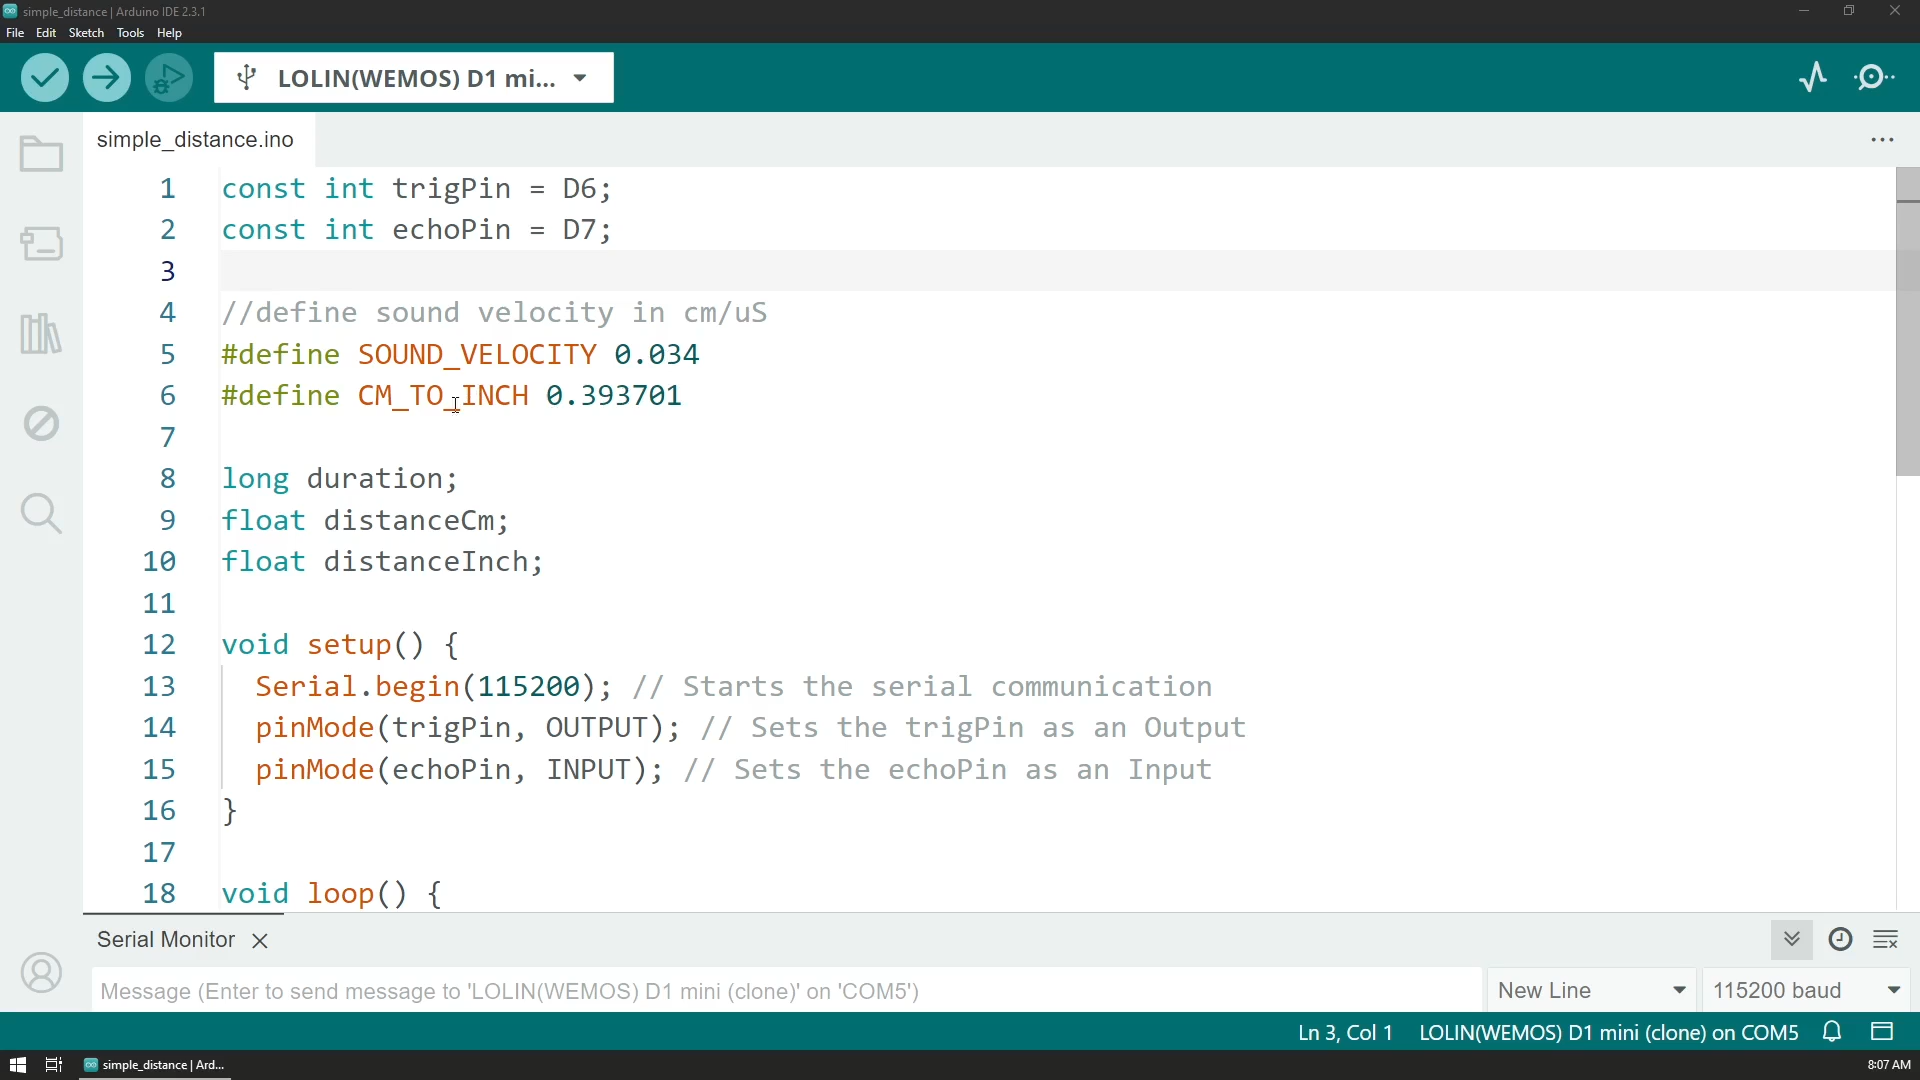 simple_distance | Arduino IDE 2.3.1
File Edit Sketch Tools Help
LOLIN(WEMOS) D1 mi...
simple_distance.ino
1 const int trigPin = D6;
2 const int echoPin = D7;
3
4 //define sound velocity in cm/uS
5 #define SOUND_VELOCITY 0.034
6 #define CM_TO_INCH 0.393701
7
8 long duration;
9 float distanceCm;
10 float distanceInch;
11
12 void setup() {
13 Serial.begin(115200); // Starts the serial communication
14 pinMode(trigPin, OUTPUT); // Sets the trigPin as an Output
15 pinMode(echoPin, INPUT); // Sets the echoPin as an Input
16 }
17
18 void loop() {
Serial Monitor
Message (Enter to send message to 'LOLIN(WEMOS) D1 mini (clone)' on 'COM5')
New Line
115200 baud
Ln 3, Col 1 LOLIN(WEMOS) D1 mini (clone) on COM5
simple_distance | Ard...
8:07 AM